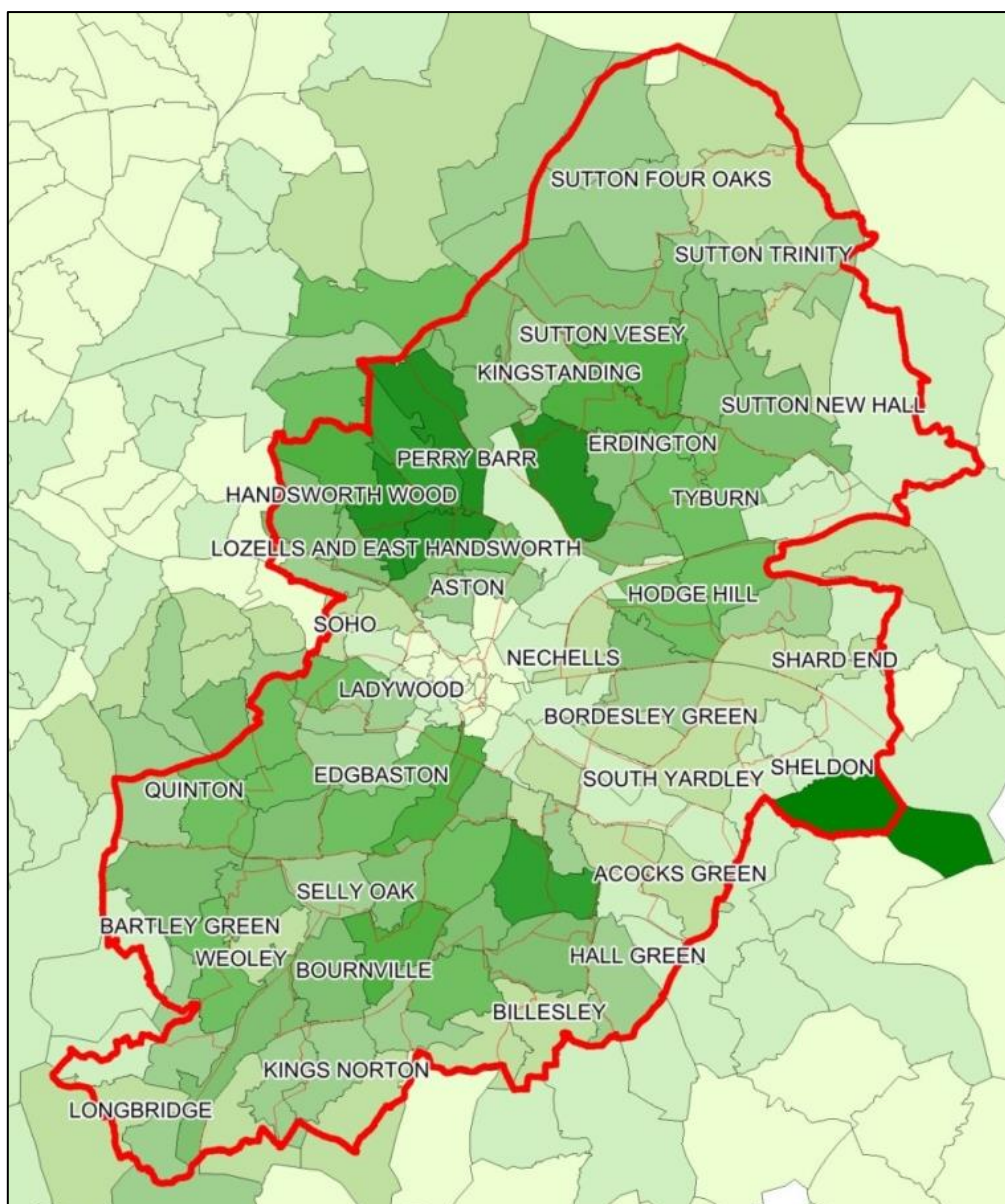 SUTTON FOUR OAKS
SUTTON TRINITY
SUTTON VESEY
KINGSTANDING
SUTTON NEW HALL
ERDINGTON
PERRY BARR
TYBURN
HANDSWORTH WOOD
LOZELLS AND EAST HANDSWORTH
ASTON
HODGE HILL
SOHO
NECHELLS
SHARD END
LADYWOOD
BORDESLEY GREEN
EDGBASTON
SOUTH YARDLEY
SHELDON
QUINTON
ACOCKS GREEN
SELLY OAK
BARTLEY GREEN
WEOLEY
HALL GREEN
BOURNVILLE
BILLESLEY
KINGS NORTON
LONGBRIDGE